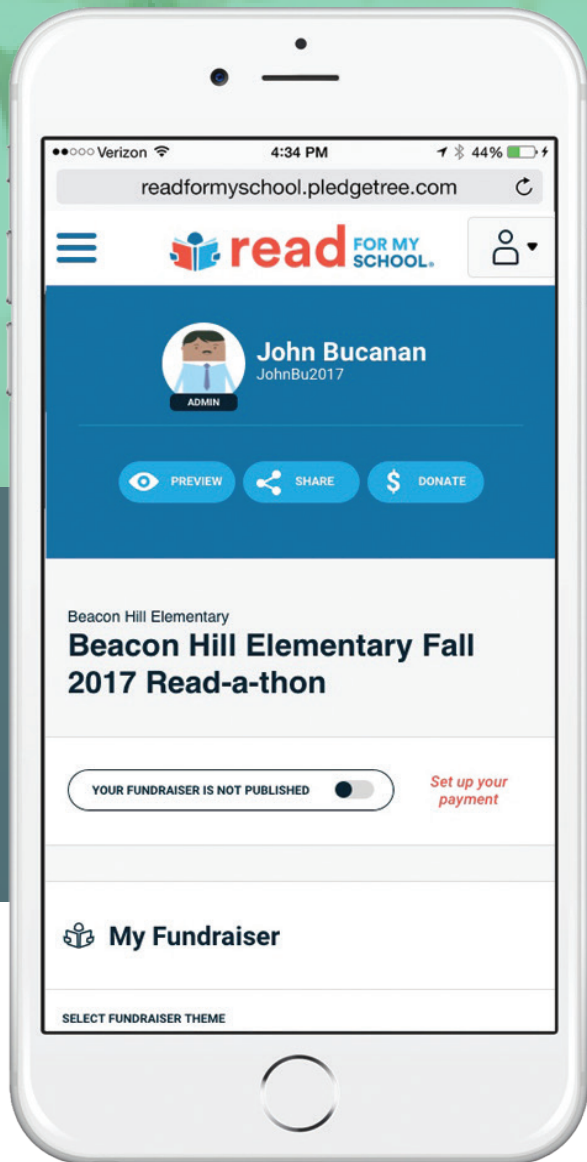 Verizon 4:34 PM 44%
readformyschool.pledgetree.com
read FOR MY SCHOOL.
John Bucanan
JohnBu2017
ADMIN
PREVIEW SHARE $ DONATE
Beacon Hill Elementary
Beacon Hill Elementary Fall
2017 Read-a-thon
YOUR FUNDRAISER IS NOT PUBLISHED
Set up your
payment
My Fundraiser
SELECT FUNDRAISER THEME